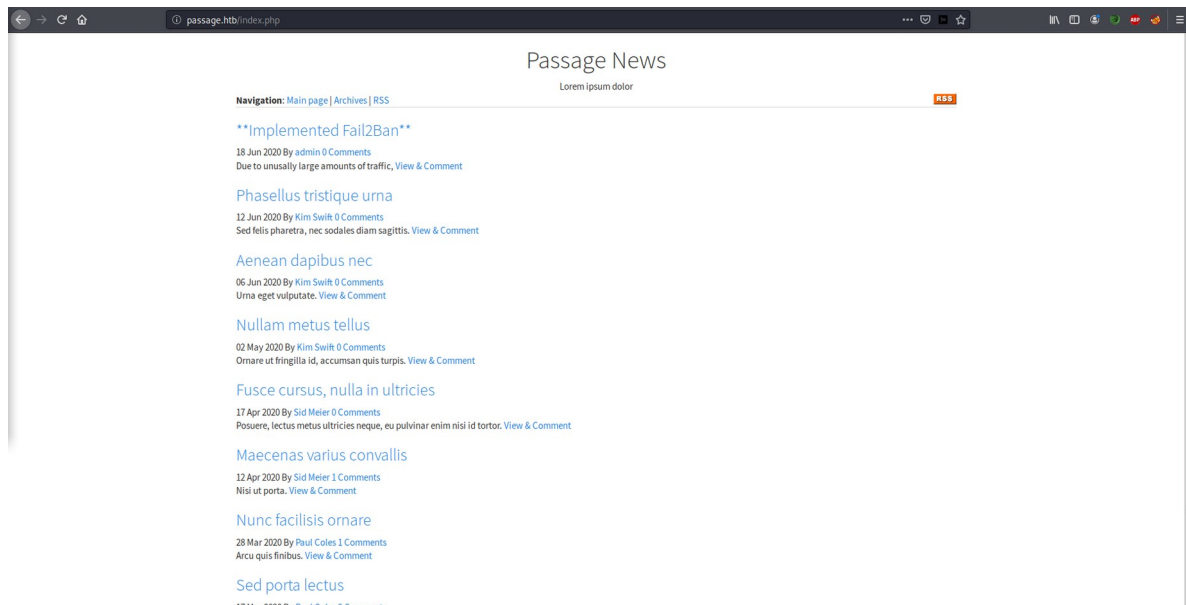 passage.htb/index.php
Passage News
Lorem ipsum dolor
Navigation: Main page | Archives | RSS
RSS
**Implemented Fail2Ban**
18 Jun 2020 By admin 0 Comments
Due to unusally large amounts of traffic, View & Comment
Phasellus tristique urna
12 Jun 2020 By Kim Swift 0 Comments
Sed felis pharetra, nec sodales diam sagittis. View & Comment
Aenean dapibus nec
06 Jun 2020 By Kim Swift 0 Comments
Urna eget vulputate. View & Comment
Nullam metus tellus
02 May 2020 By Kim Swift 0 Comments
Ornare ut fringilla id, accumsan quis turpis. View & Comment
Fusce cursus, nulla in ultricies
17 Apr 2020 By Sid Meier 0 Comments
Posuere, lectus metus ultricies neque, eu pulvinar enim nisi id tortor. View & Comment
Maecenas varius convallis
12 Apr 2020 By Sid Meier 1 Comments
Nisi ut porta. View & Comment
Nunc facilisis ornare
28 Mar 2020 By Paul Coles 1 Comments
Arcu quis finibus. View & Comment
Sed porta lectus